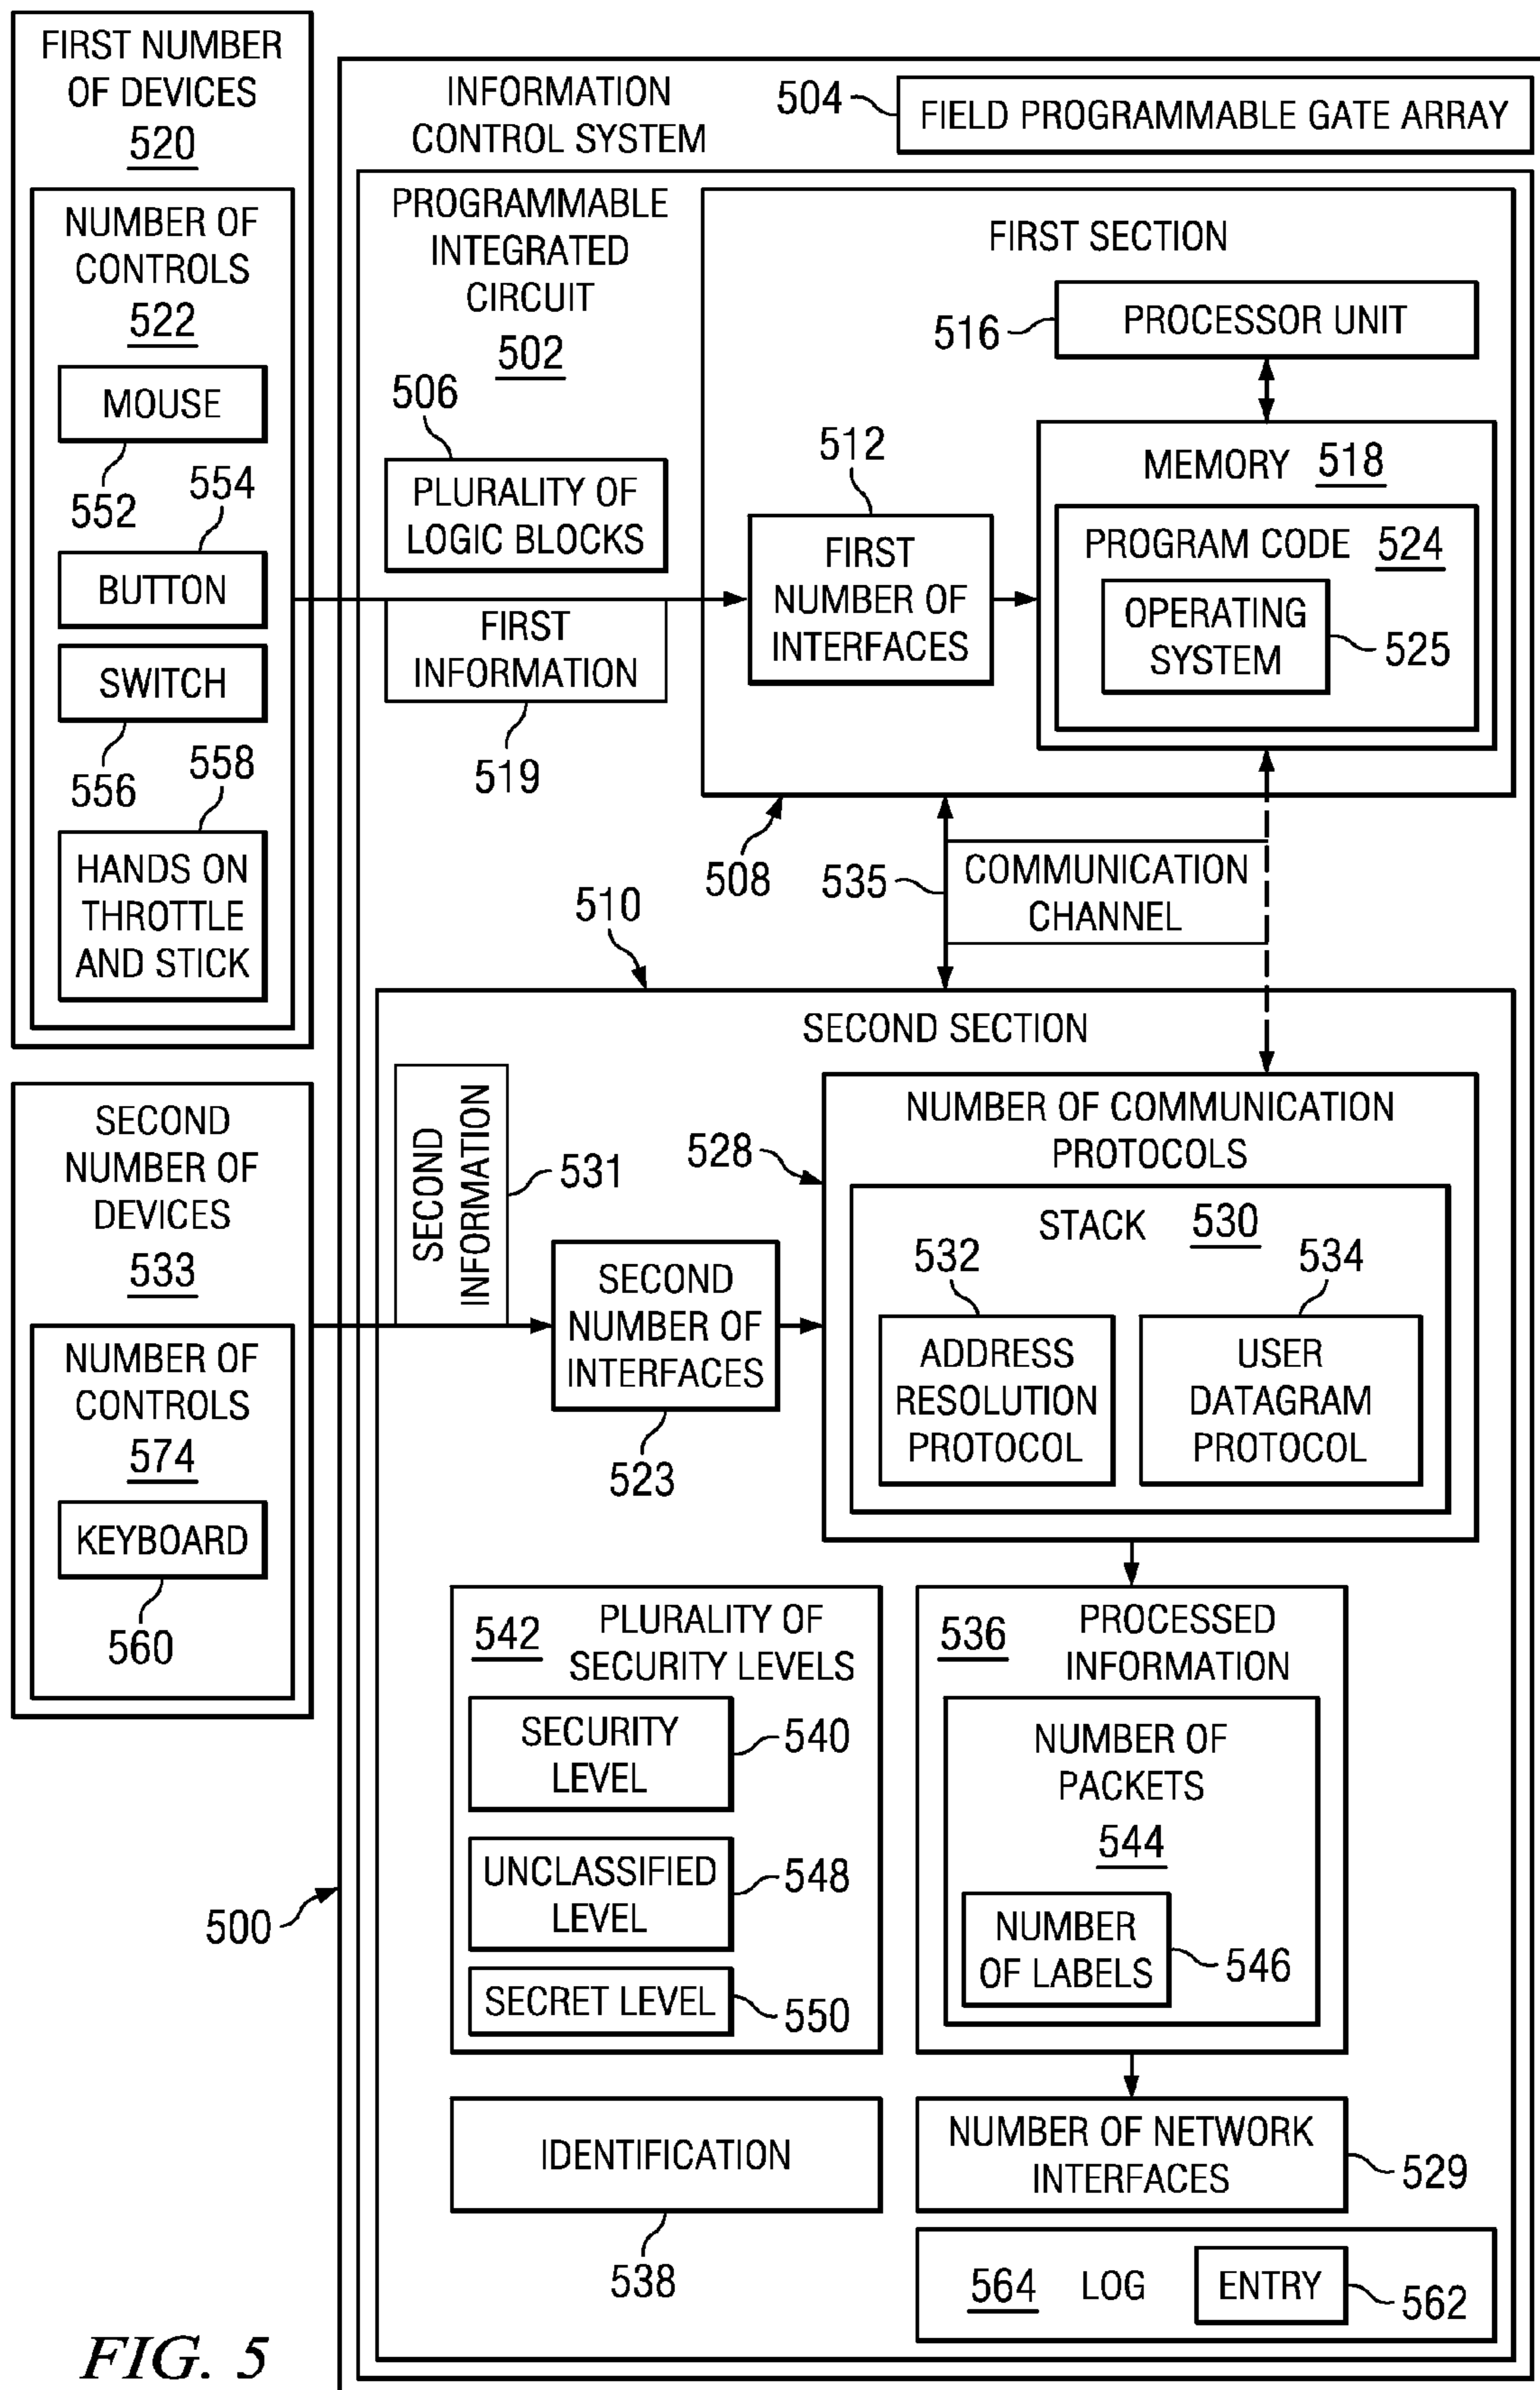 FIRST NUMBER
OF DEVICES
520
NUMBER OF
CONTROLS
522
MOUSE
552
554
BUTTON
SWITCH
556
558
HANDS ON
THROTTLE
AND STICK
SECOND
NUMBER OF
DEVICES
533
NUMBER OF
CONTROLS
574
KEYBOARD
560
500
INFORMATION
CONTROL SYSTEM
504
FIELD PROGRAMMABLE GATE ARRAY
PROGRAMMABLE
INTEGRATED
CIRCUIT
502
506
PLURALITY OF
LOGIC BLOCKS
FIRST
INFORMATION
519
FIRST SECTION
516
PROCESSOR UNIT
512
FIRST
NUMBER OF
INTERFACES
MEMORY 518
PROGRAM CODE 524
OPERATING
SYSTEM
525
508
535
COMMUNICATION
CHANNEL
510
SECOND SECTION
SECOND
INFORMATION
531
SECOND
NUMBER OF
INTERFACES
523
528
NUMBER OF COMMUNICATION
PROTOCOLS
STACK 530
532
534
ADDRESS
RESOLUTION
PROTOCOL
USER
DATAGRAM
PROTOCOL
542 PLURALITY OF
SECURITY LEVELS
SECURITY
LEVEL
540
UNCLASSIFIED
LEVEL
548
SECRET LEVEL
550
536 PROCESSED
INFORMATION
NUMBER OF
PACKETS
544
NUMBER
OF LABELS
546
IDENTIFICATION
538
NUMBER OF NETWORK
INTERFACES
529
564 LOG
ENTRY
562
FIG. 5